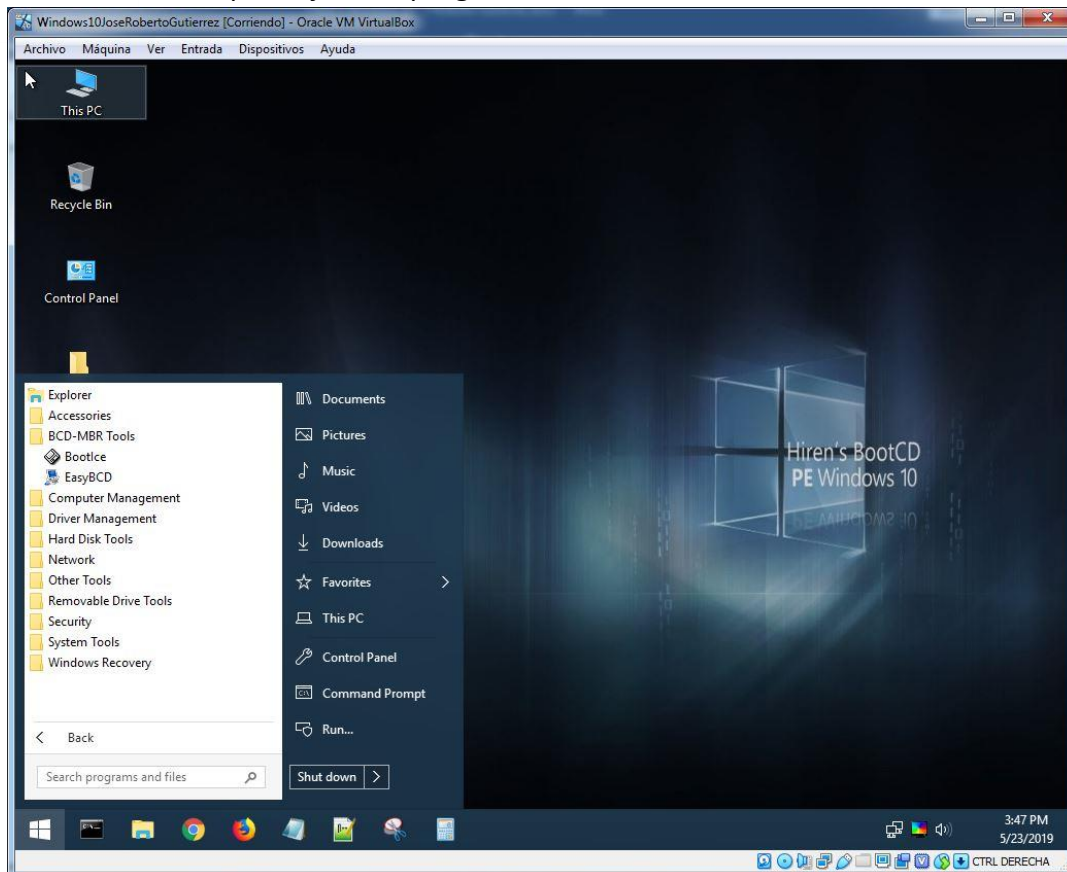 Windows10JoseRobertoGutierrez [Corriendo] - Oracle VM VirtualBox
Archivo Máquina Ver Entrada Dispositivos Ayuda
This PC
Recycle Bin
Control Panel
Explorer
Accessories
BCD-MBR Tools
BootIce
EasyBCD
Computer Management
Driver Management
Hard Disk Tools
Network
Other Tools
Removable Drive Tools
Security
System Tools
Windows Recovery
Back
Search programs and files
Documents
Pictures
Music
Videos
Downloads
Favorites
This PC
Control Panel
Command Prompt
Run...
Shut down
Hiren's BootCD
PE Windows 10
3:47 PM
5/23/2019
CTRL DERECHA